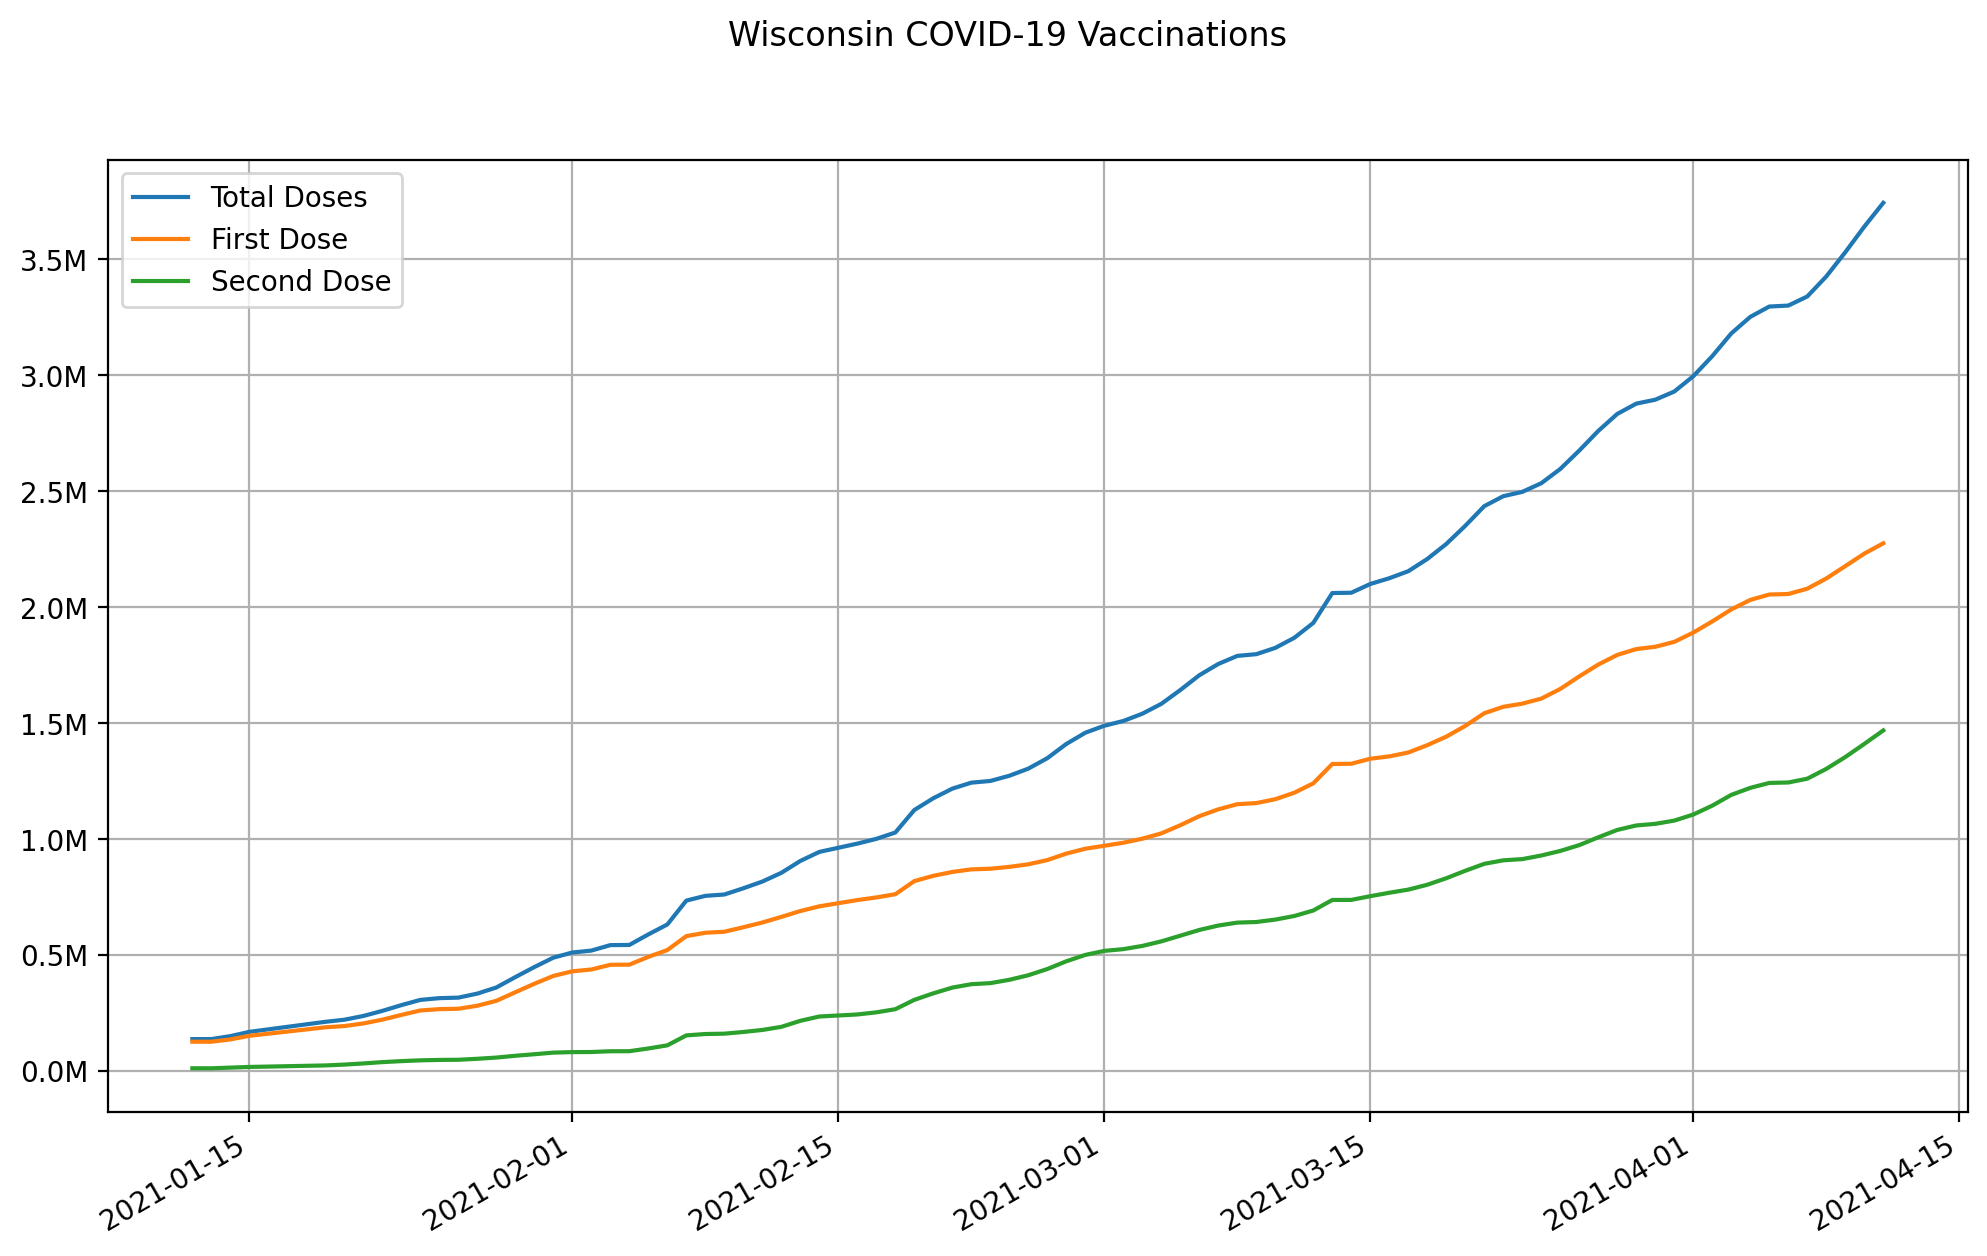 Wisconsin COVID-19 Vaccinations
Total Doses
First Dose
Second Dose
3.5M
3.0M
2.5M
2.0M
1.5M
1.0M
0.5M
0.0M
2021-01-15
2021-02-01
2021-02-15
2021-03-01
2021-03-15
2021-04-01
2021-04-15